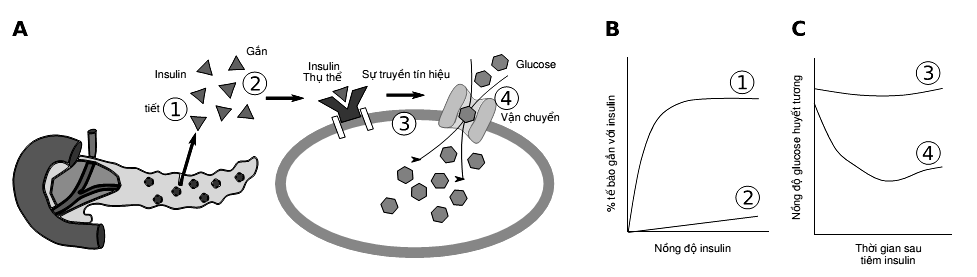 A
Gắn
Insulin
2
tiết
1
Insulin
Thụ thể
Sự truyền tín hiệu
3
Glucose
4
Vận chuyển
B
% tế bào gắn với insulin
1
2
Nồng độ insulin
C
Nồng độ glucose huyết tương
3
4
Thời gian sau
tiêm insulin